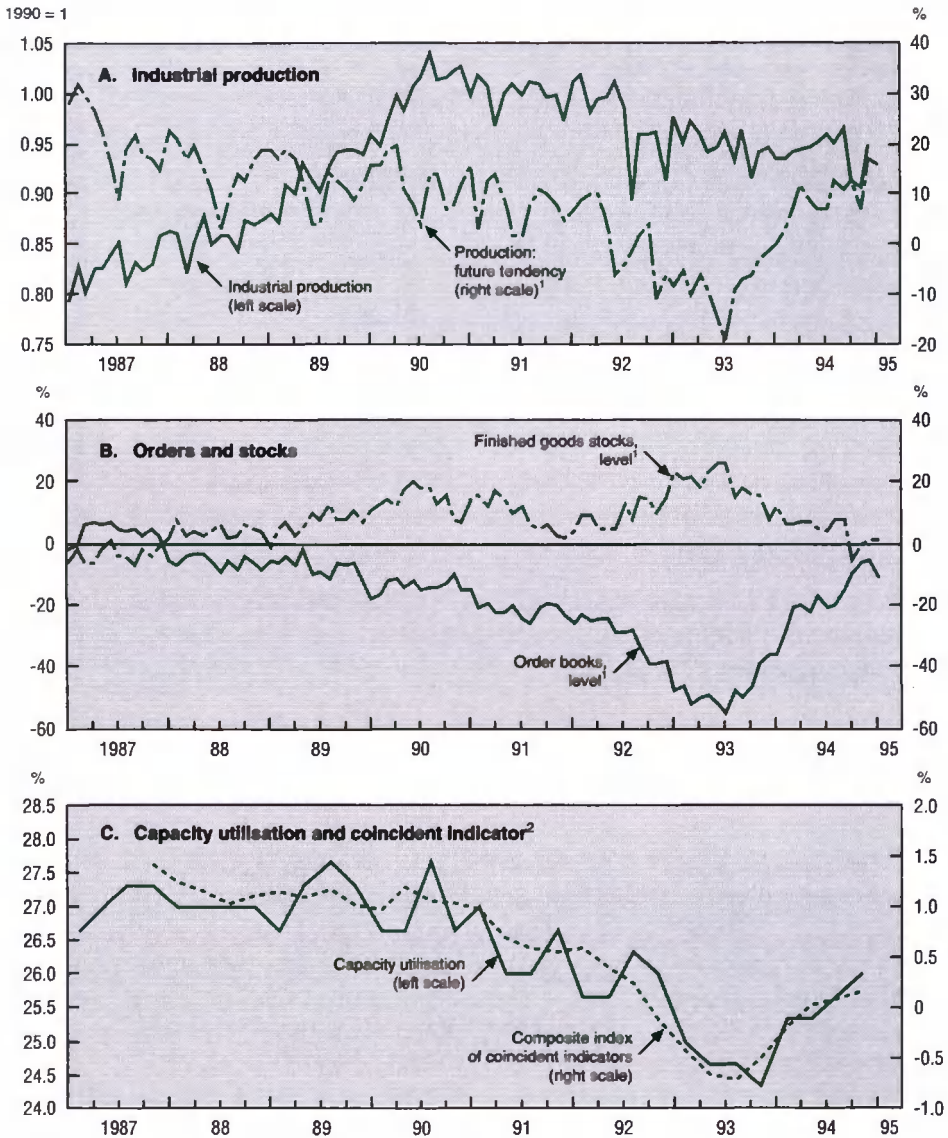 1990 = 1
%
A. Industrial production
1.05
1.00
0.95
0.90
0.85
0.80
0.75
40
30
20
10
0
-10
-20
Industrial production
(left scale)
Production:
future tendency
(right scale)1
1987 88 89 90 91 92 93 94 95
% %
B. Orders and stocks
40
20
0
-20
-40
-60
40
20
0
-20
-40
-60
Finished goods stocks,
level1
Order books,
level1
1987 88 89 90 91 92 93 94 95
% %
C. Capacity utilisation and coincident indicator2
28.5
28.0
27.5
27.0
26.5
26.0
25.5
25.0
24.5
24.0
2.0
1.5
1.0
0.5
0
-0.5
-1.0
Capacity utilisation
(left scale)
Composite index
of coincident indicators
(right scale)
1987 88 89 90 91 92 93 94 95